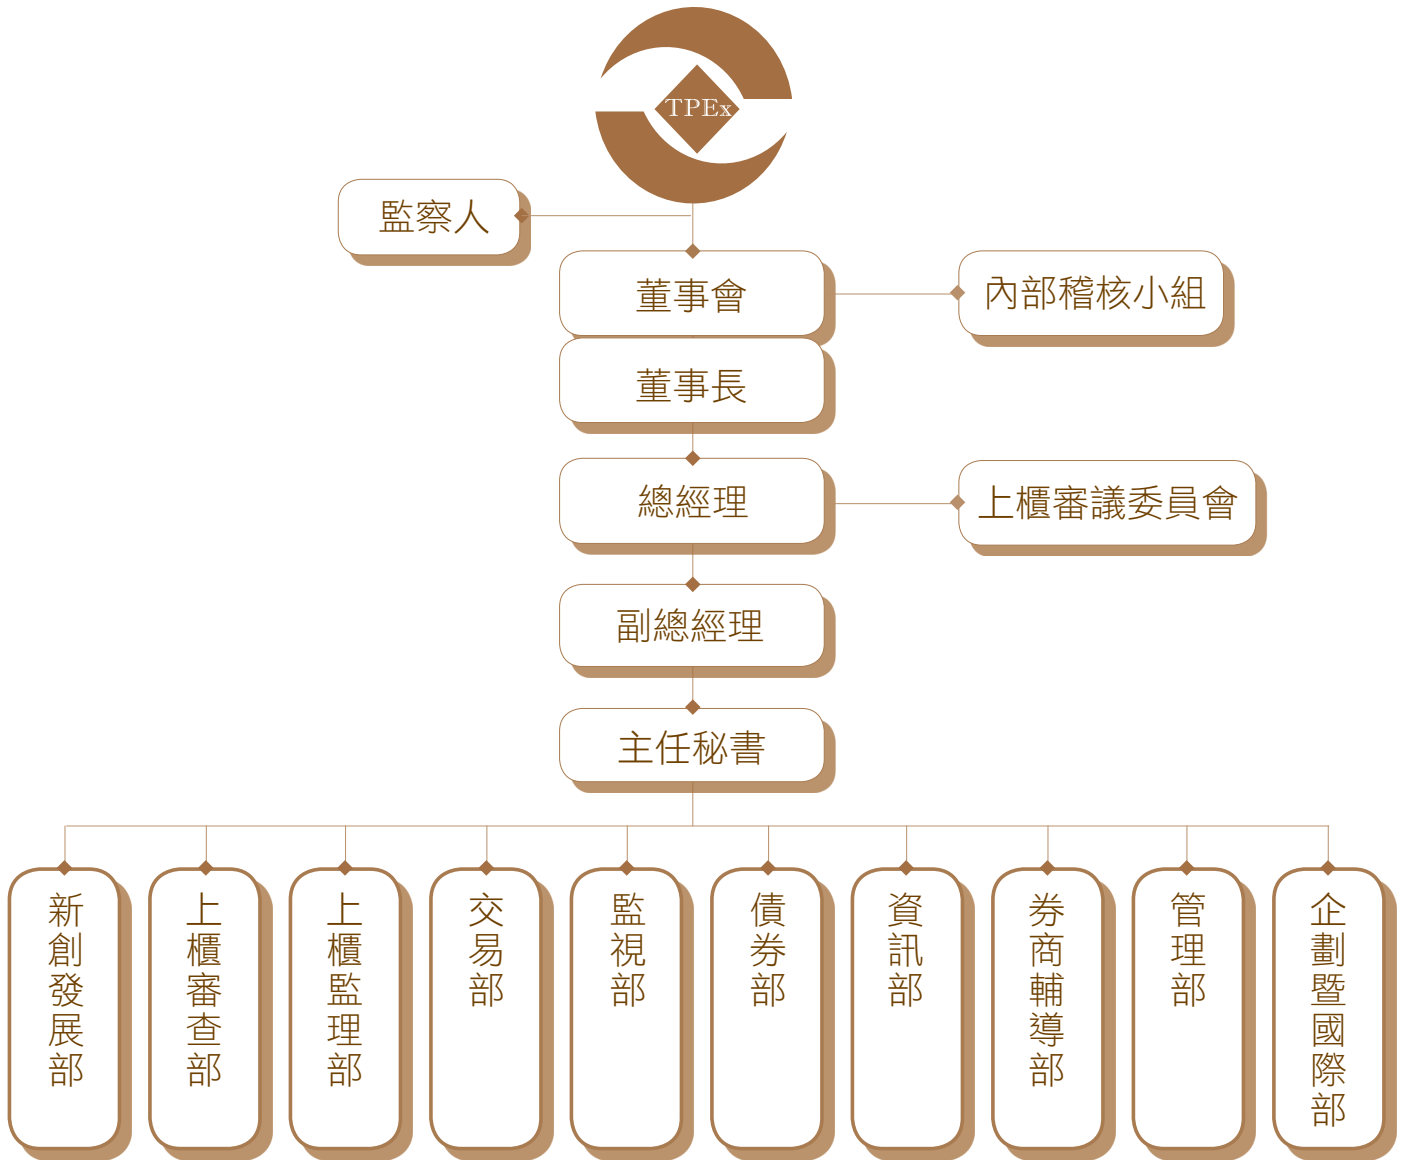 TPEx
監察人
董事會
內部稽核小組
董事長
總經理
上櫃審議委員會
副總經理
主任秘書
新創發展部
上櫃審查部
上櫃監理部
交易部
監視部
債券部
資訊部
券商輔導部
管理部
企劃暨國際部